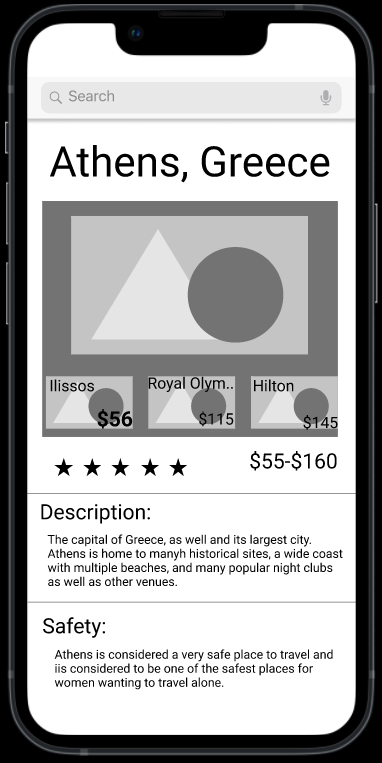 Search
Athens, Greece
Ilissos
Royal Olym..
Hilton
$56
$115
$145
★ ★ ★ ★ ★
$55-$160
Description:
The capital of Greece, as well and its largest city.
Athens is home to manyh historical sites, a wide coast
with multiple beaches, and many popular night clubs
as well as other venues.
Safety:
Athens is considered a very safe place to travel and
iis considered to be one of the safest places for
women wanting to travel alone.